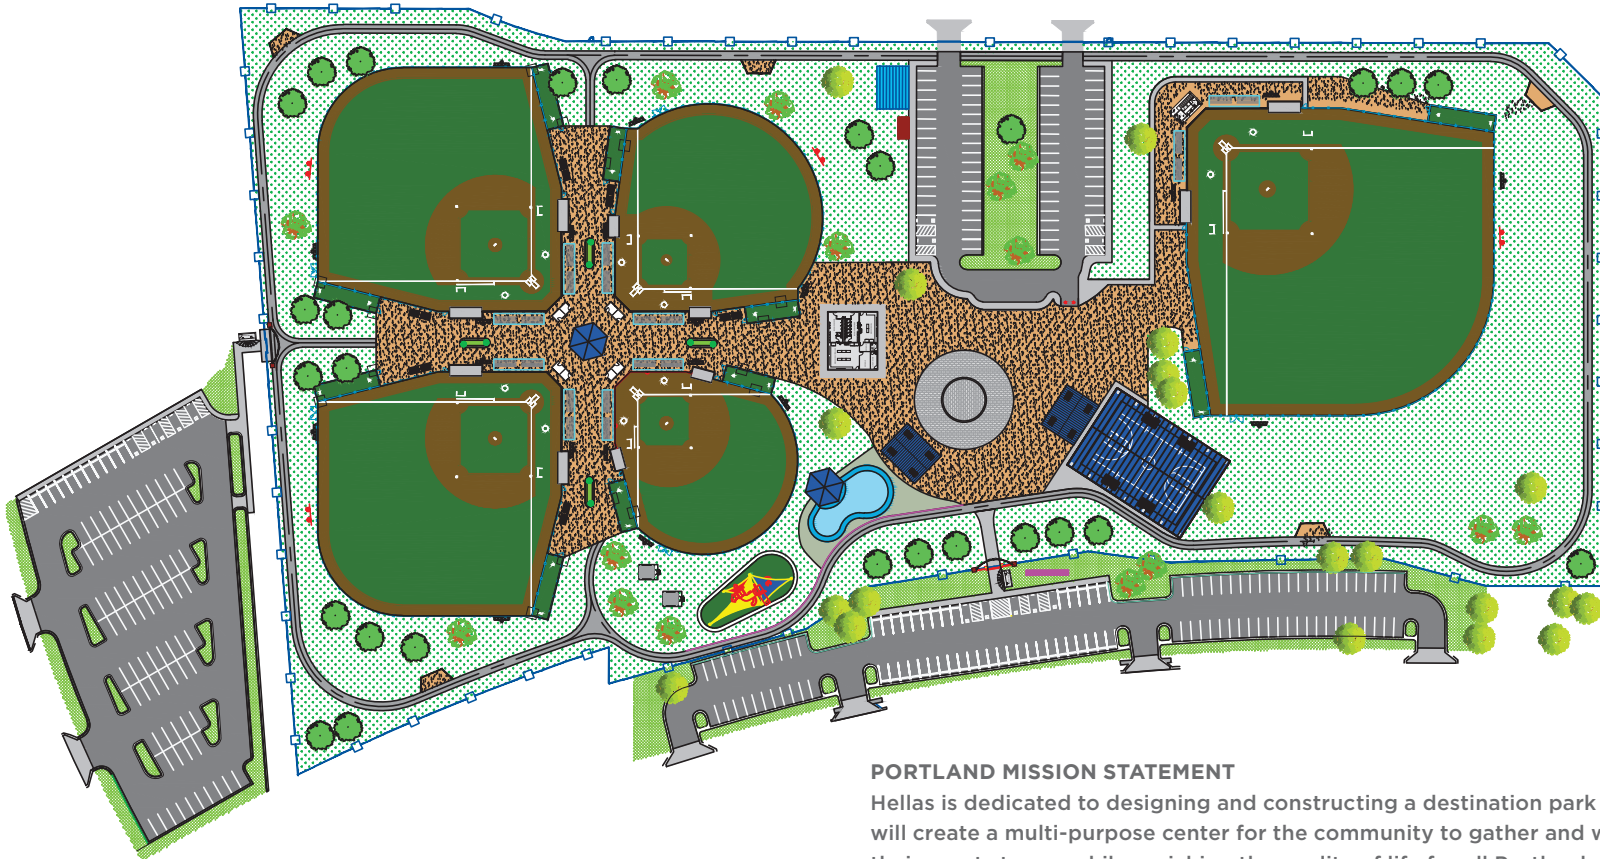 PORTLAND MISSION STATEMENT
Hellas is dedicated to designing and constructing a destination park
will create a multi-purpose center for the community to gather and